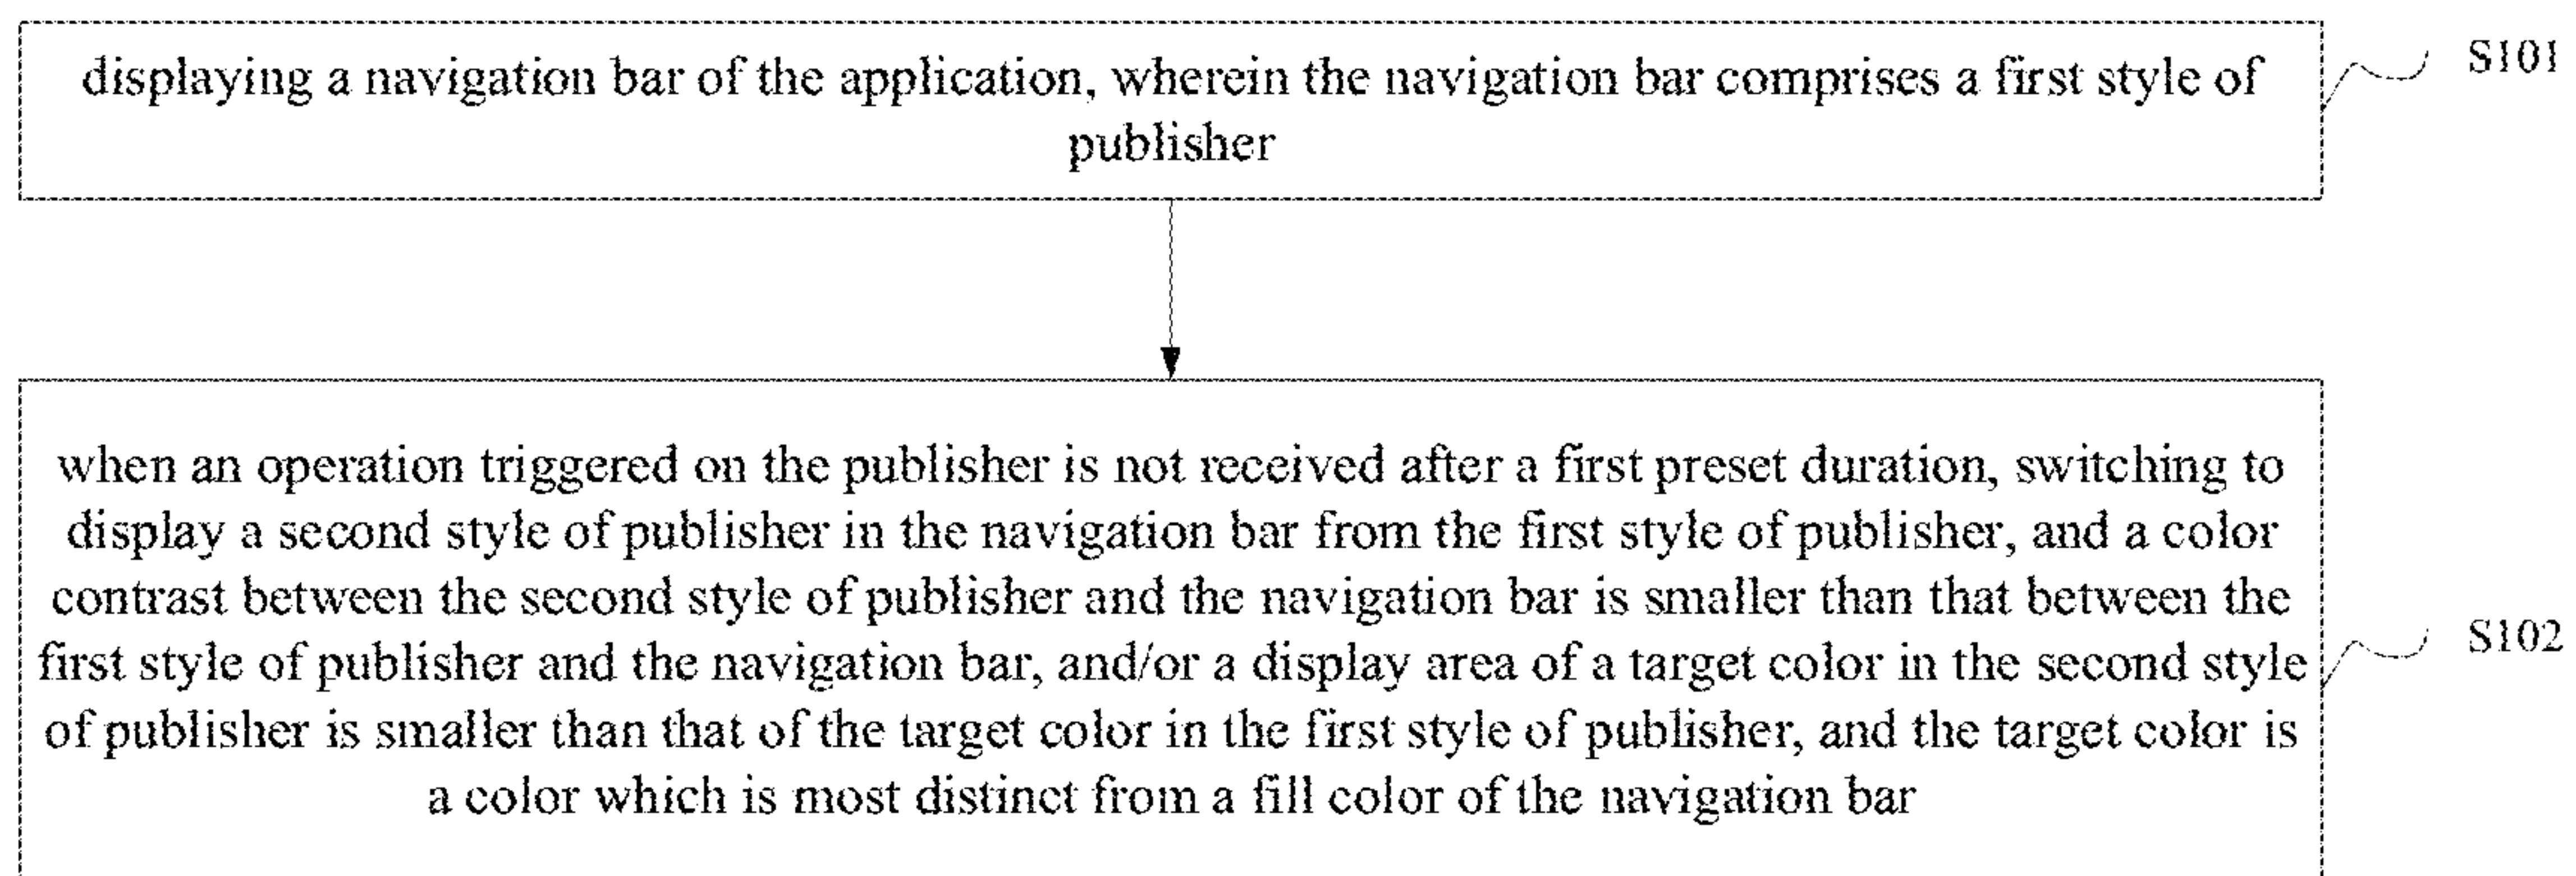 displaying a navigation bar of the application, wherein the navigation bar comprises a first style of
publisher
S101
when an operation triggered on the publisher is not received after a first preset duration, switching to
display a second style of publisher in the navigation bar from the first style of publisher, and a color
contrast between the second style of publisher and the navigation bar is smaller than that between the
first style of publisher and the navigation bar, and/or a display area of a target color in the second style
of publisher is smaller than that of the target color in the first style of publisher, and the target color is
a color which is most distinct from a fill color of the navigation bar
S102